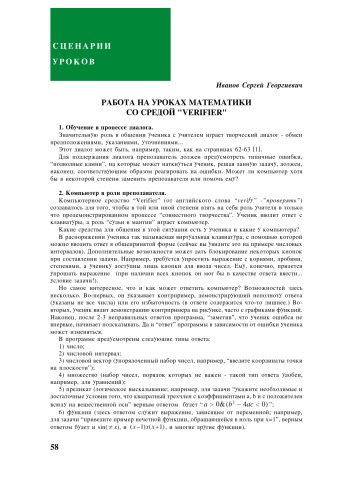 СЦЕНАРИИ
УРОКОВ
Иванов Сергей Георгиевич
РАБОТА НА УРОКАХ МАТЕМАТИКИ
СО СРЕДОЙ "VERIFIER"
1. Обучение в процессе диалога.
Значительную роль в общении ученика с учителем играет творческий диалог - обмен
предположениями, указаниями, уточнениями...
Этот диалог может быть, например, таким, как на страницах 62-63 [1].
Для поддержания диалога преподаватель должен предусмотреть типичные ошибки,
“подводные камни”, на которые может наткнуться ученик, решая данную задачу, должен,
наконец, соответствующим образом реагировать на ошибки. Может ли компьютер хотя
бы в некоторой степени заменить преподавателя или помочь ему?
2. Компьютер в роли преподавателя.
Компьютерное средство “Verifier” (от английского слова “verify” -“проверять”)
создавалось для того, чтобы в той или иной степени взять на себя роль учителя в только
что продемонстрированном процессе “совместного творчества”. Ученик вводит ответ с
клавиатуры, а роль “судьи в мантии” играет компьютер.
Какие средства для общения в этой ситуации есть у ученика и какие у компьютера?
В распоряжении ученика так называемая виртуальная клавиатура, с помощью которой
можно вводить ответ в общепринятой форме (сейчас вы увидите это на примере числовых
интервалов). Дополнительные возможности может дать блокирование некоторых кнопок
при составлении задачи. Например, требуется упростить выражение с корнями, дробями,
степенями, а ученику доступны лишь кнопки для ввода чисел. Ему, конечно, придется
упрощать выражение (при наличии всех кнопок он мог бы в качестве ответа ввести...
условие задачи!).
Но самое интересное, что и как может ответить компьютер? Возможностей здесь
несколько. Во-первых, он указывает контрпример, демонстрирующий неполноту ответа
(указаны не все числа) или его избыточность (в ответе содержатся что-то лишнее.) Во-
вторых, ученик видит демонстрацию контрпримера на рисунке, часто с графиками функций.
Наконец, после 2-3 неправильных ответов программа, “заметив”, что ученик ошибся не
впервые, начинает подсказывать. Да и “ответ” программы в зависимости от ошибки ученика
может изменяться.
В программе предусмотрены следующие типы ответа:
1) число;
2) числовой интервал;
3) числовой вектор (упорядоченный набор чисел, например, “введите координаты точки
на плоскости”);
4) множество (набор чисел, порядок которых не важен - такой тип ответа удобен,
например, для уравнений);
5) предикат (логическое высказывание; например, для задачи “укажите необходимые и
достаточные условия того, что квадратный трехчлен с коэффициентами a, b и c положителен
всюду на вещественной оси” верным ответом будет “a > 0&(b² − 4ac < 0)”;
6) функция (здесь ответом служит выражение, зависящее от переменной; например,
для задачи “приведите пример нечетной функции, обращающейся в ноль при x=1”, верным
ответом будет и sin(π x), и (x−1)x(x+1), и многие другие функции).
58